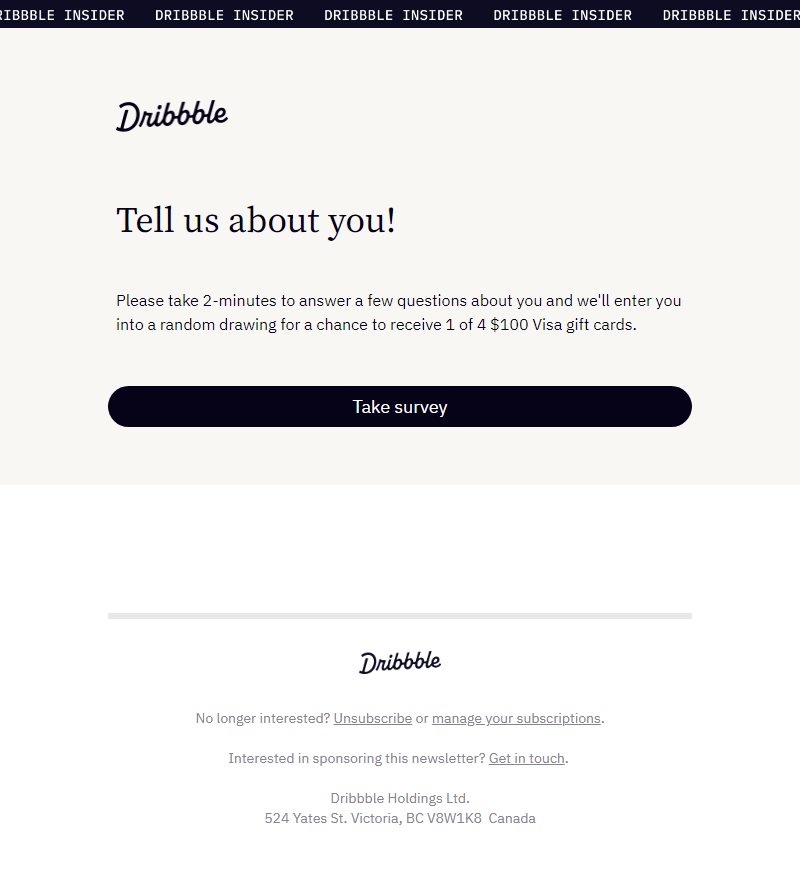 RIBBBLE INSIDER DRIBBBLE INSIDER DRIBBBLE INSIDER DRIBBBLE INSIDER DRIBBBLE INSIDER
Dribbble
Tell us about you!
Please take 2-minutes to answer a few questions about you and we'll enter you
into a random drawing for a chance to receive 1 of 4 $100 Visa gift cards.
Take survey
Dribbble
No longer interested? Unsubscribe or manage your subscriptions.
Interested in sponsoring this newsletter? Get in touch.
Dribbble Holdings Ltd.
524 Yates St. Victoria, BC V8W1K8 Canada